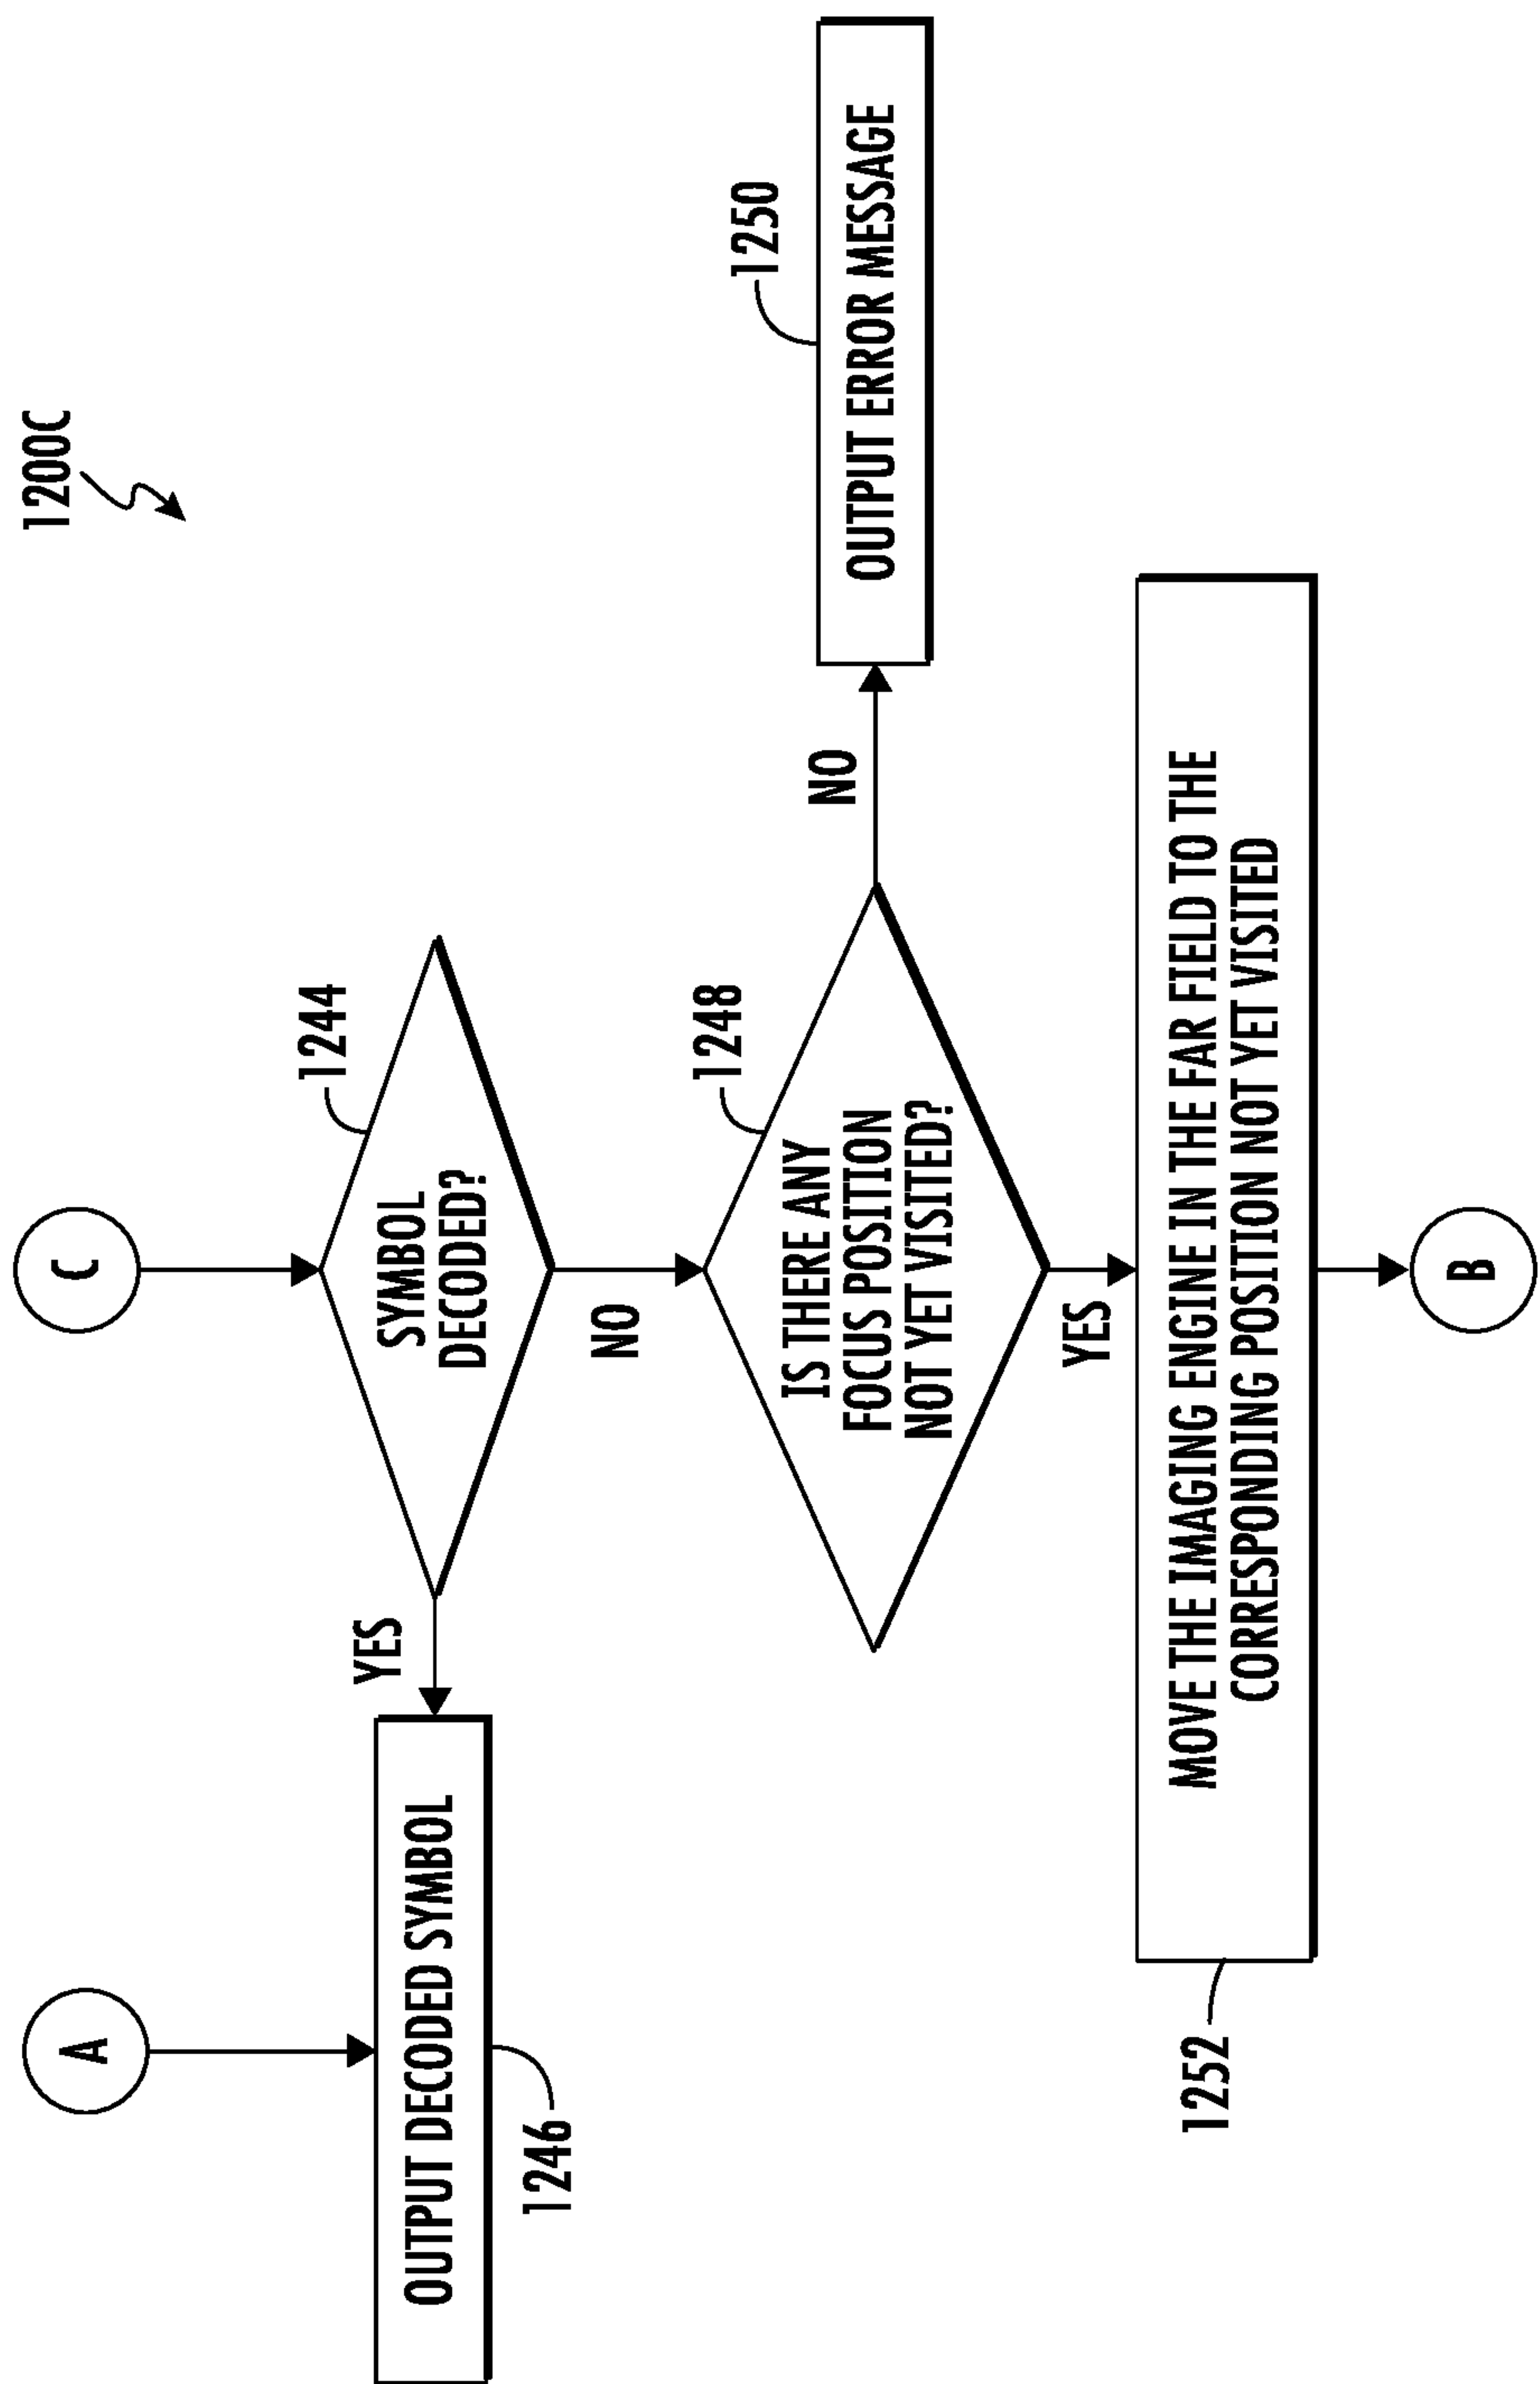 1200C
A
C
1244
SYMBOL
DECODED?
YES
OUTPUT DECODED SYMBOL
1246
NO
1248
IS THERE ANY
FOCUS POSITION
NOT YET VISITED?
NO
1250
OUTPUT ERROR MESSAGE
YES
MOVE THE IMAGING ENGINE IN THE FAR FIELD TO THE
CORRESPONDING POSITION NOT YET VISITED
1252
B